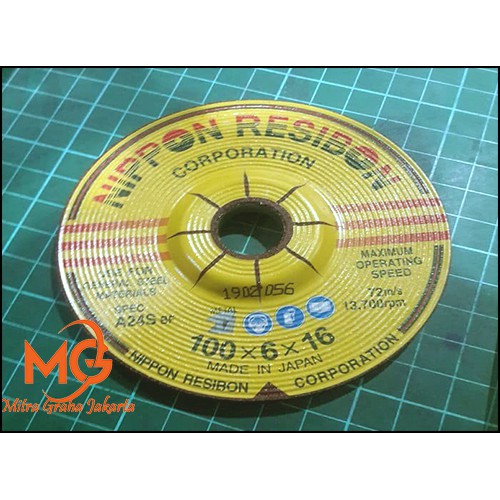 NIPPON RESIBON
CORPORATION
USE FOR
GENERAL STEEL
MATERIALS
SPEC
A24S BF
MAXIMUM
OPERATING
SPEED
72m/s
13,700rpm
1902056
100×6×16
MADE IN JAPAN
NIPPON RESIBON CORPORATION
MG
Mitra Graha Jakarta